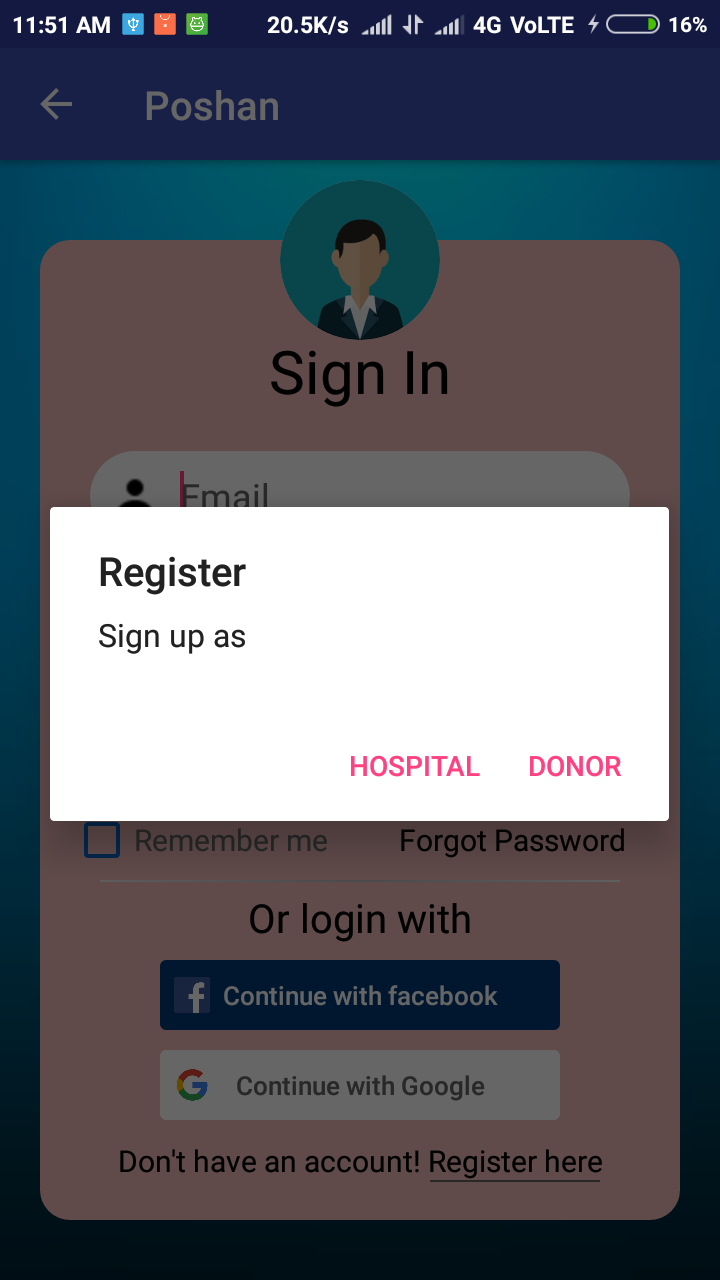 11:51 AM 20.5K/s 4G VoLTE 16%
Poshan
Sign In
Email
Register
Sign up as
HOSPITAL DONOR
Remember me Forgot Password
Or login with
f Continue with facebook
G Continue with Google
Don't have an account! Register here